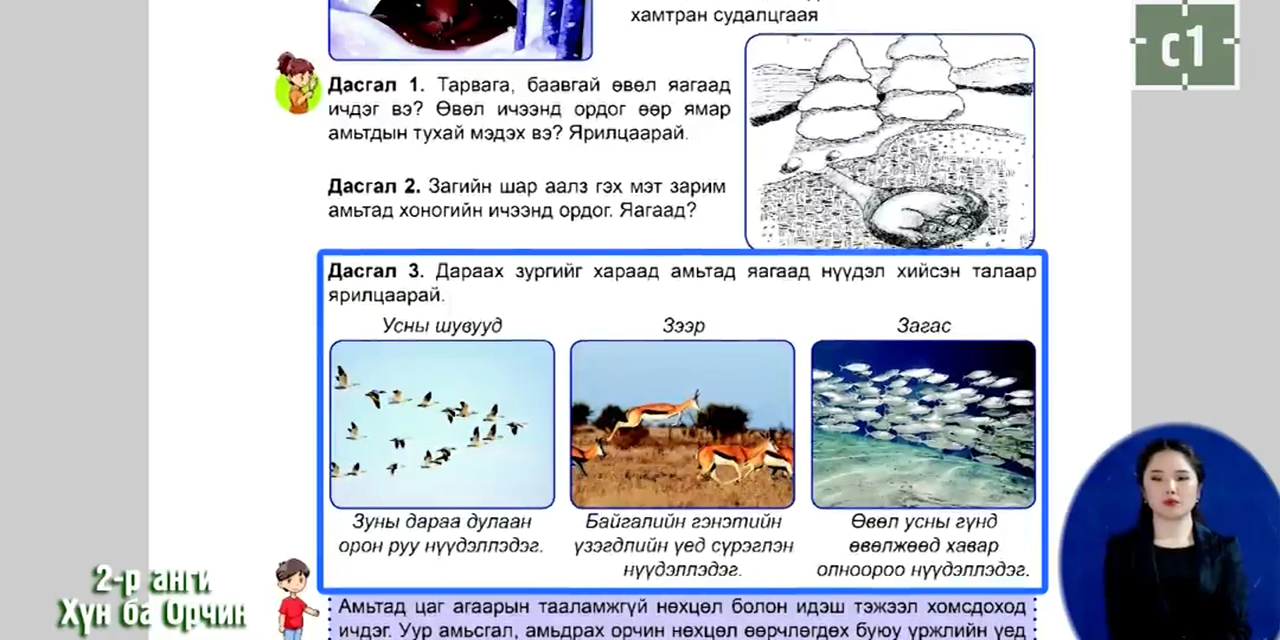 хамтран судалцгаая
с1
Дасгал 1. Тарвага, баавгай өвөл яагаад
ичдэг вэ? Өвөл ичээнд ордог өөр ямар
амьтдын тухай мэдэх вэ? Ярилцаарай.
Дасгал 2. Загийн шар аалз гэх мэт зарим
амьтад хоногийн ичээнд ордог. Яагаад?
Дасгал 3. Дараах зургийг хараад амьтад яагаад нүүдэл хийсэн талаар
ярилцаарай.
Усны шувууд
Зээр
Загас
Зуны дараа дулаан
орон руу нүүдэллэдэг.
Байгалийн гэнэтийн
үзэгдлийн үед сүрэглэн
нүүдэллэдэг.
Өвөл усны гүнд
өвөлжөөд хавар
олноороо нүүдэллэдэг.
2-р анги
Хүн ба Орчин
Амьтад цаг агаарын тааламжгүй нөхцөл болон идэш тэжээл хомсдоход
ичдэг. Уур амьсгал, амьдрах орчин нөхцөл өөрчлөгдөх буюу үржлийн үед